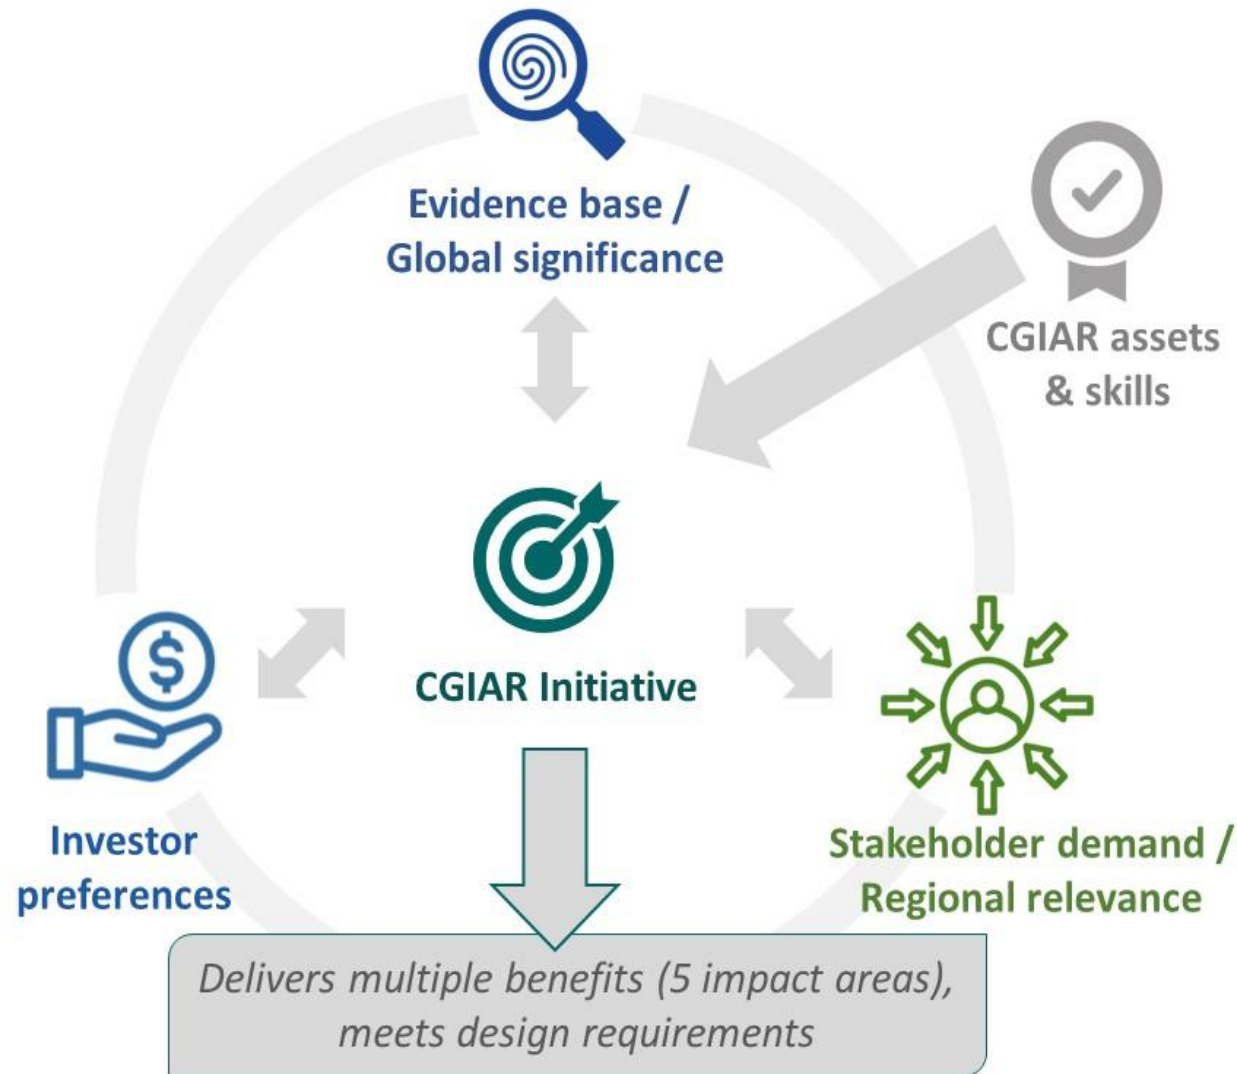 Evidence base /
Global significance
CGIAR assets
& skills
CGIAR Initiative
$
Investor
preferences
Stakeholder demand /
Regional relevance
Delivers multiple benefits (5 impact areas),
meets design requirements